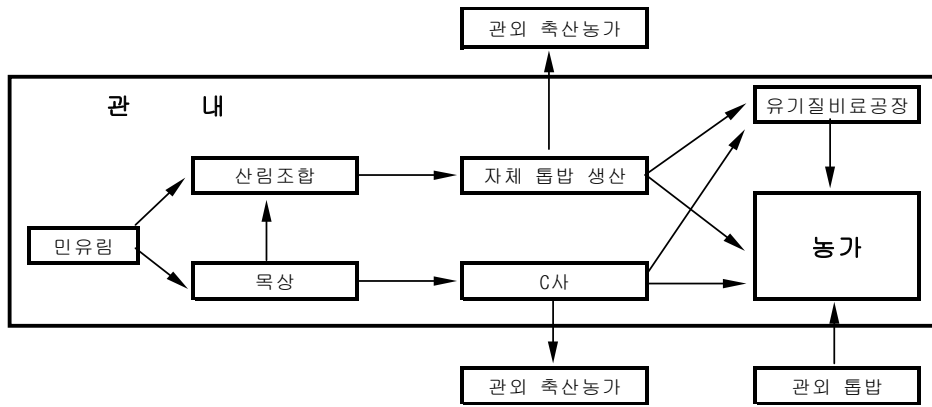 관외 축산농가
관 내
유기질비료공장
산림조합
자체 톱밥 생산
민유림
농가
목상
C사
관외 축산농가
관외 톱밥